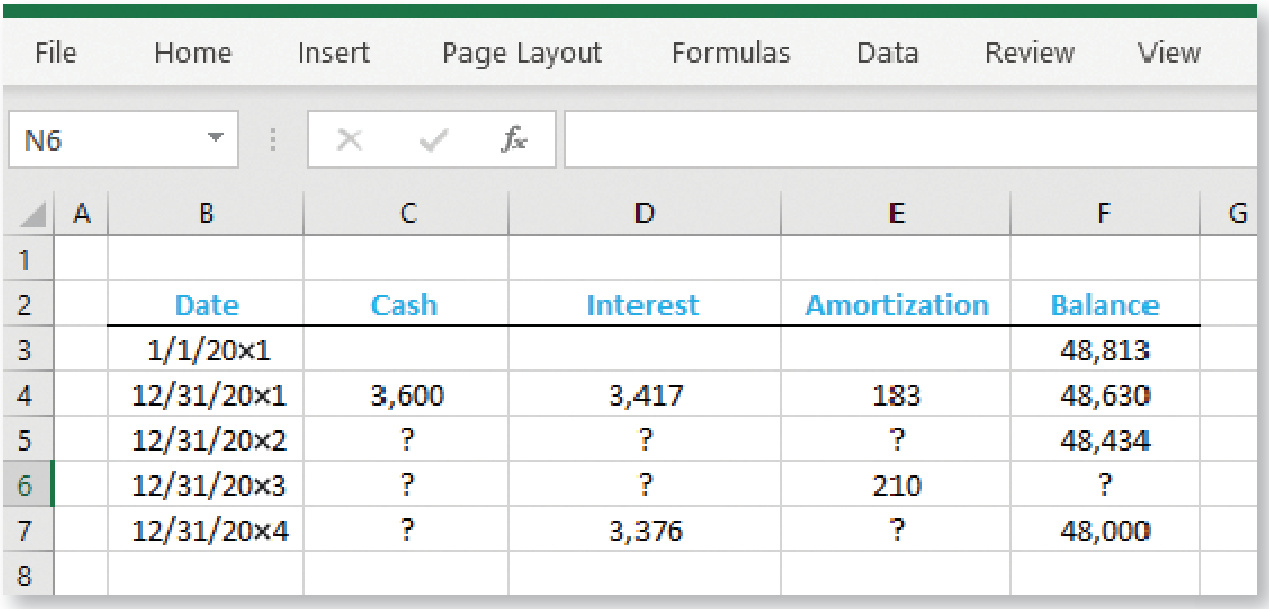 File Home Insert Page Layout Formulas Data Review View
N6 fx
A B C D E F G
1
2 Date Cash Interest Amortization Balance
3 1/1/20×1 48,813
4 12/31/20×1 3,600 3,417 183 48,630
5 12/31/20×2 ? ? ? 48,434
6 12/31/20×3 ? ? 210 ?
7 12/31/20×4 ? 3,376 ? 48,000
8